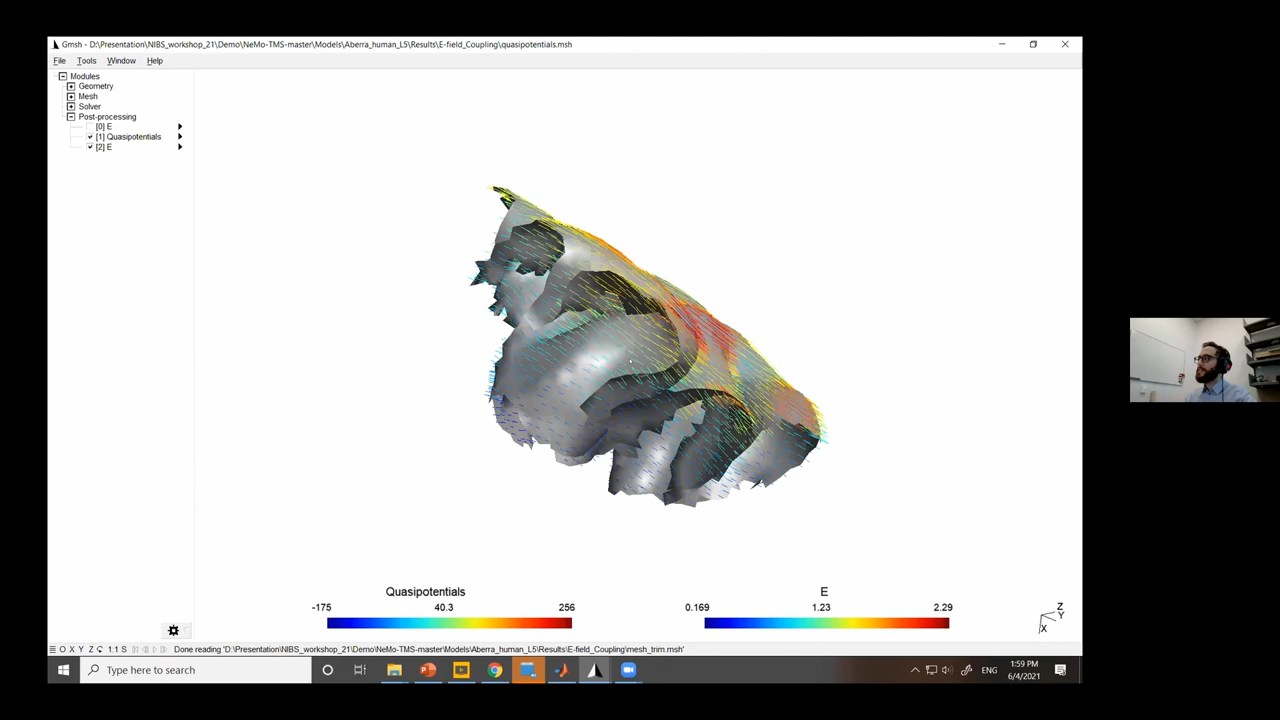 Gmsh - D:\Presentation\NIBS_workshop_21\Demo\NeMo-TMS-master\Models\Aberra_human_L5\Results\E-field_Coupling\quasipotentials.msh
File Tools Window Help
Modules
Geometry
Mesh
Solver
Post-processing
[0] E
[1] Quasipotentials
[2] E
Quasipotentials
-175 40.3 256
E
0.169 1.23 2.29
Z
Y
X
O X Y Z 1:1 S Done reading 'D:\Presentation\NIBS_workshop_21\Demo\NeMo-TMS-master\Models\Aberra_human_L5\Results\E-field_Coupling\mesh_trim.msh'
Type here to search
ENG
1:59 PM
6/4/2021